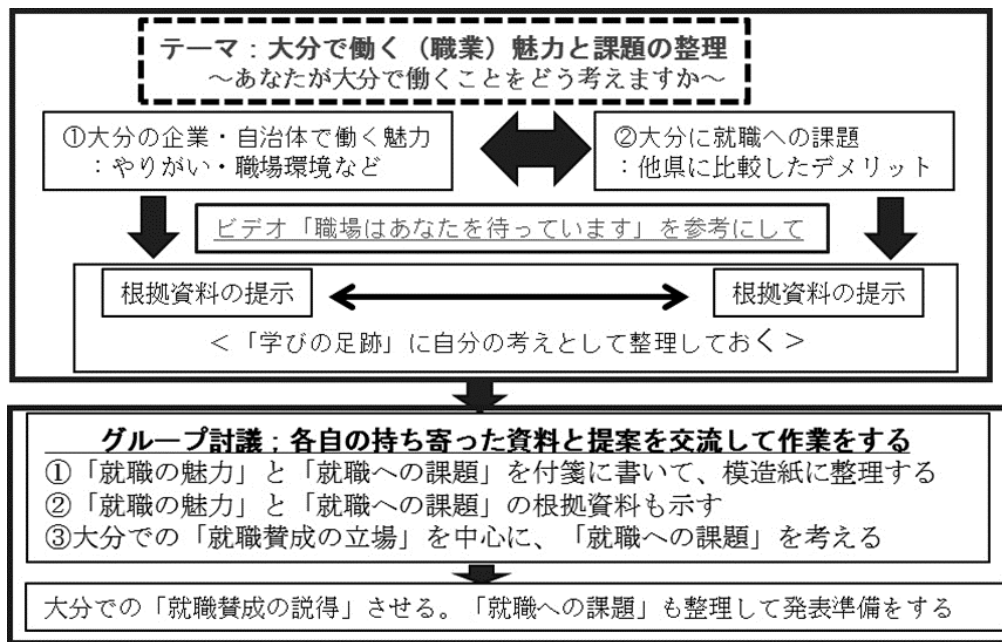 テーマ：大分で働く（職業）魅力と課題の整理
～あなたが大分で働くことをどう考えますか～
①大分の企業・自治体で働く魅力
：やりがい・職場環境など
②大分に就職への課題
：他県に比較したデメリット
ビデオ「職場はあなたを待っています」を参考にして
根拠資料の提示
根拠資料の提示
＜「学びの足跡」に自分の考えとして整理しておく＞
グループ討議；各自の持ち寄った資料と提案を交流して作業をする
①「就職の魅力」と「就職への課題」を付箋に書いて、模造紙に整理する
②「就職の魅力」と「就職への課題」の根拠資料も示す
③大分での「就職賛成の立場」を中心に、「就職への課題」を考える
大分での「就職賛成の説得」させる。「就職への課題」も整理して発表準備をする